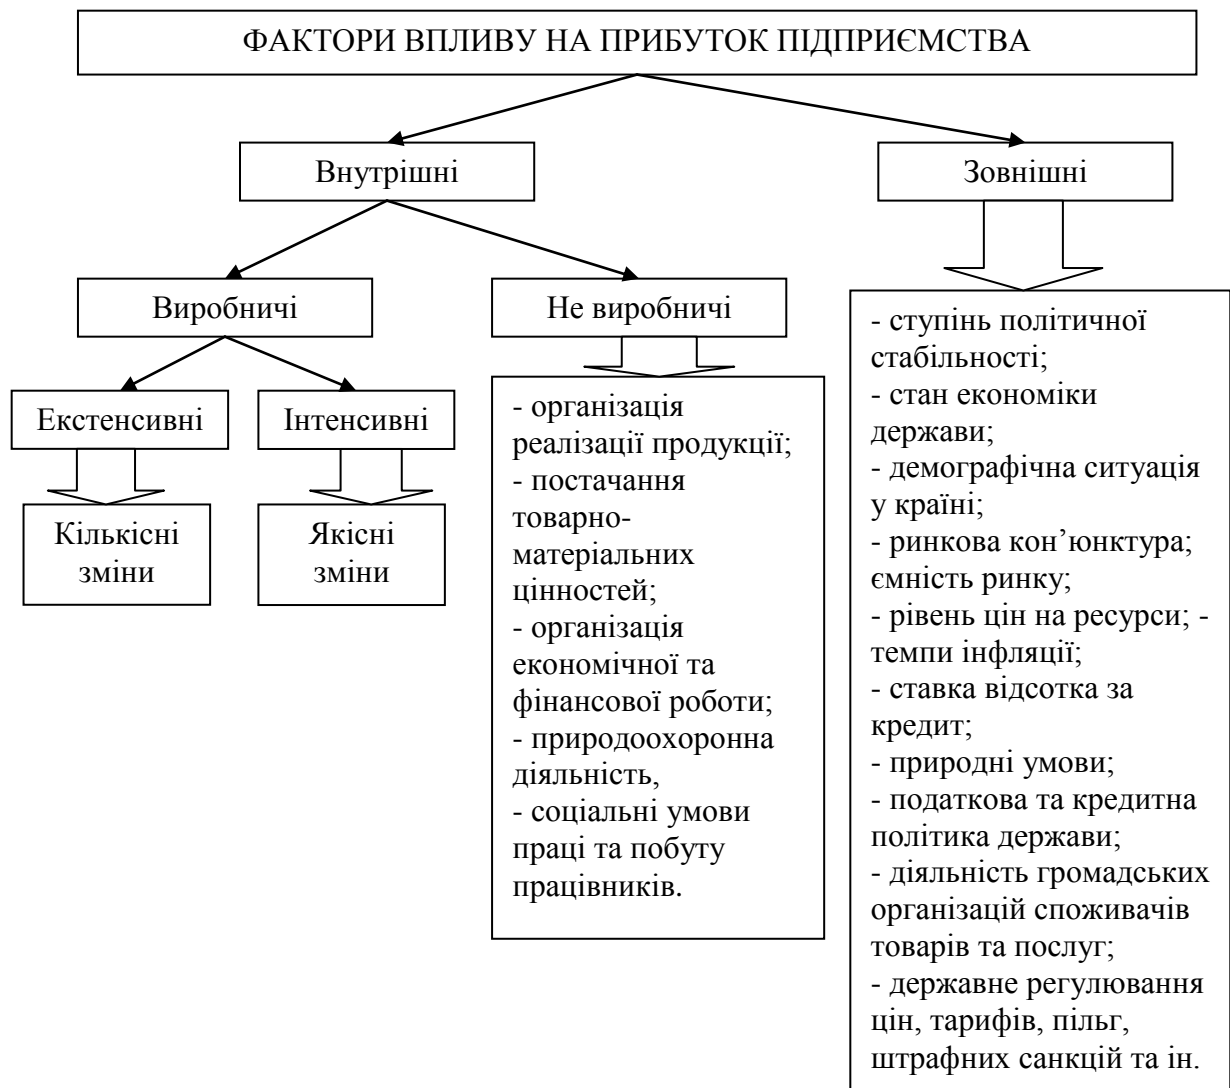 ФАКТОРИ ВПЛИВУ НА ПРИБУТОК ПІДПРИЄМСТВА
Внутрішні
Зовнішні
Виробничі
Не виробничі
Екстенсивні
Інтенсивні
Кількісні
зміни
Якісні
зміни
- організація
реалізації продукції;
- постачання
товарно-
матеріальних
цінностей;
- організація
економічної та
фінансової роботи;
- природоохоронна
діяльність,
- соціальні умови
праці та побуту
працівників.
- ступінь політичної
стабільності;
- стан економіки
держави;
- демографічна ситуація
у країні;
- ринкова кон’юнктура;
ємність ринку;
- рівень цін на ресурси; -
темпи інфляції;
- ставка відсотка за
кредит;
- природні умови;
- податкова та кредитна
політика держави;
- діяльність громадських
організацій споживачів
товарів та послуг;
- державне регулювання
цін, тарифів, пільг,
штрафних санкцій та ін.